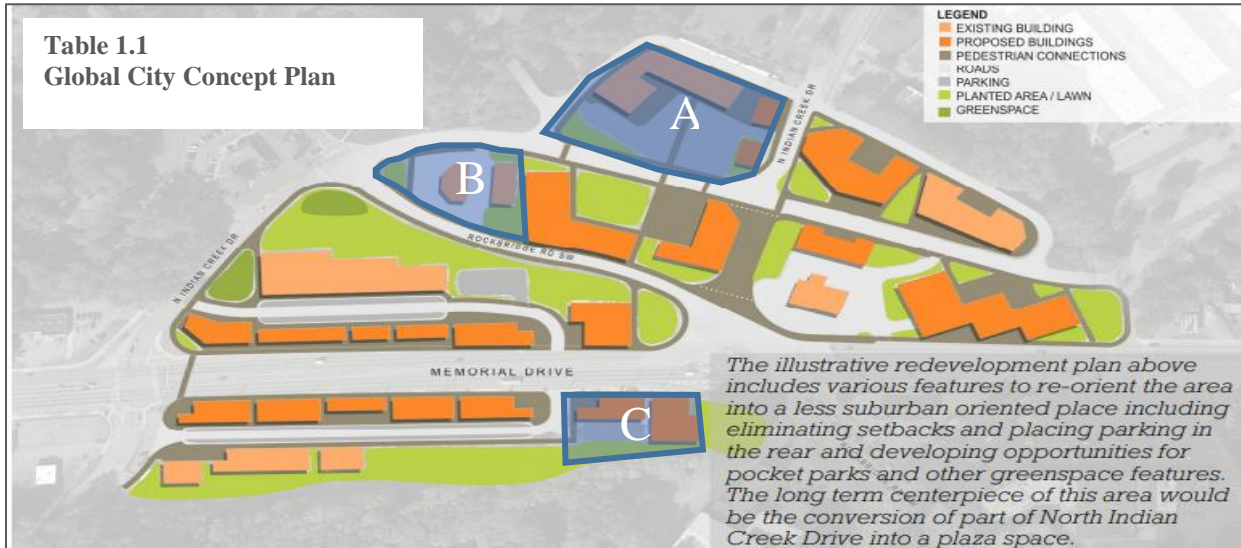 Table 1.1
Global City Concept Plan
LEGEND
EXISTING BUILDING
PROPOSED BUILDINGS
PEDESTRIAN CONNECTIONS
ROADS
PARKING
PLANTED AREA / LAWN
GREENSPACE
A
N INDIAN CREEK DR
B
ROCKBRIDGE RD SW
N INDIAN CREEK DR
MEMORIAL DRIVE
C
The illustrative redevelopment plan above
includes various features to re-orient the area
into a less suburban oriented place including
eliminating setbacks and placing parking in
the rear and developing opportunities for
pocket parks and other greenspace features.
The long term centerpiece of this area would
be the conversion of part of North Indian
Creek Drive into a plaza space.